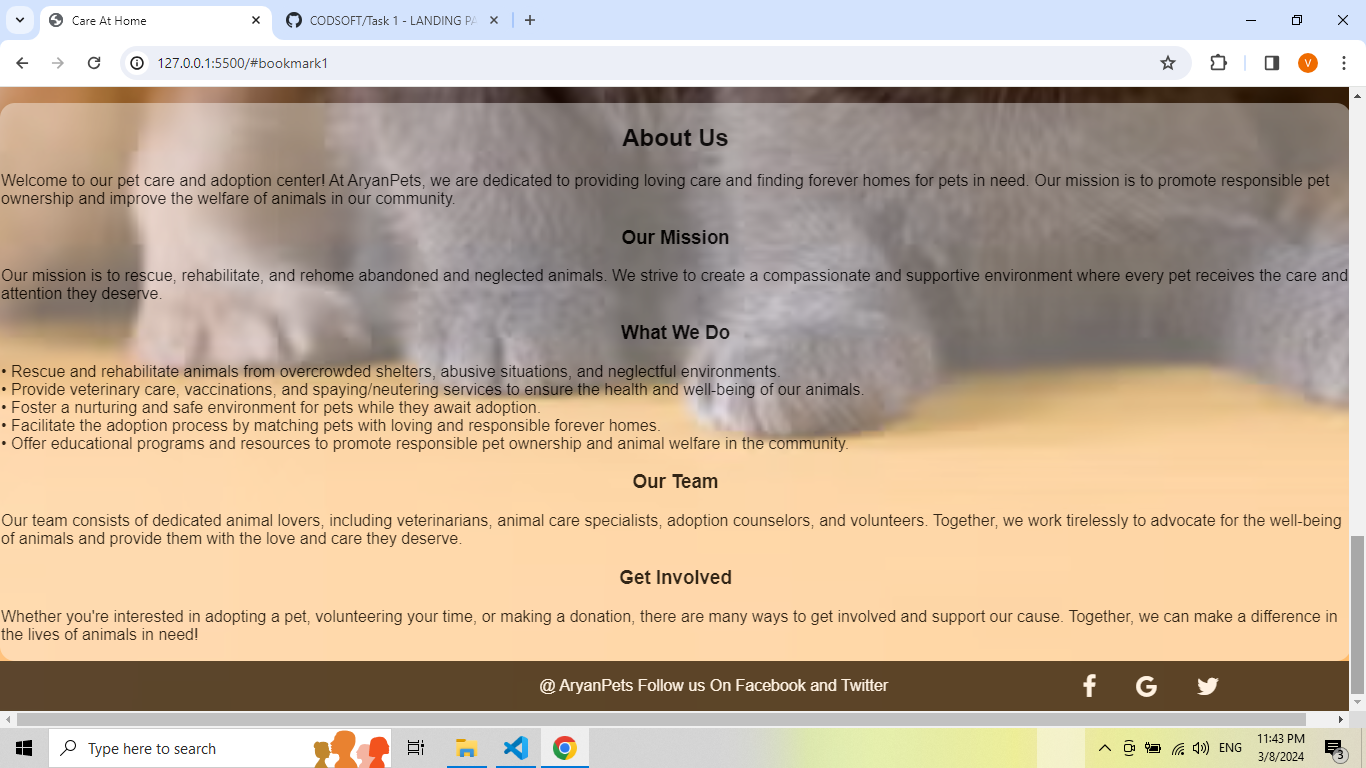 Care At Home
CODSOFT/Task 1 - LANDING PA
127.0.0.1:5500/#bookmark1
V
About Us
Welcome to our pet care and adoption center! At AryanPets, we are dedicated to providing loving care and finding forever homes for pets in need. Our mission is to promote responsible pet
ownership and improve the welfare of animals in our community.
Our Mission
Our mission is to rescue, rehabilitate, and rehome abandoned and neglected animals. We strive to create a compassionate and supportive environment where every pet receives the care and
attention they deserve.
What We Do
• Rescue and rehabilitate animals from overcrowded shelters, abusive situations, and neglectful environments.
• Provide veterinary care, vaccinations, and spaying/neutering services to ensure the health and well-being of our animals.
• Foster a nurturing and safe environment for pets while they await adoption.
• Facilitate the adoption process by matching pets with loving and responsible forever homes.
• Offer educational programs and resources to promote responsible pet ownership and animal welfare in the community.
Our Team
Our team consists of dedicated animal lovers, including veterinarians, animal care specialists, adoption counselors, and volunteers. Together, we work tirelessly to advocate for the well-being
of animals and provide them with the love and care they deserve.
Get Involved
Whether you're interested in adopting a pet, volunteering your time, or making a donation, there are many ways to get involved and support our cause. Together, we can make a difference in
the lives of animals in need!
@ AryanPets Follow us On Facebook and Twitter
Type here to search
ENG
11:43 PM
3/8/2024
3